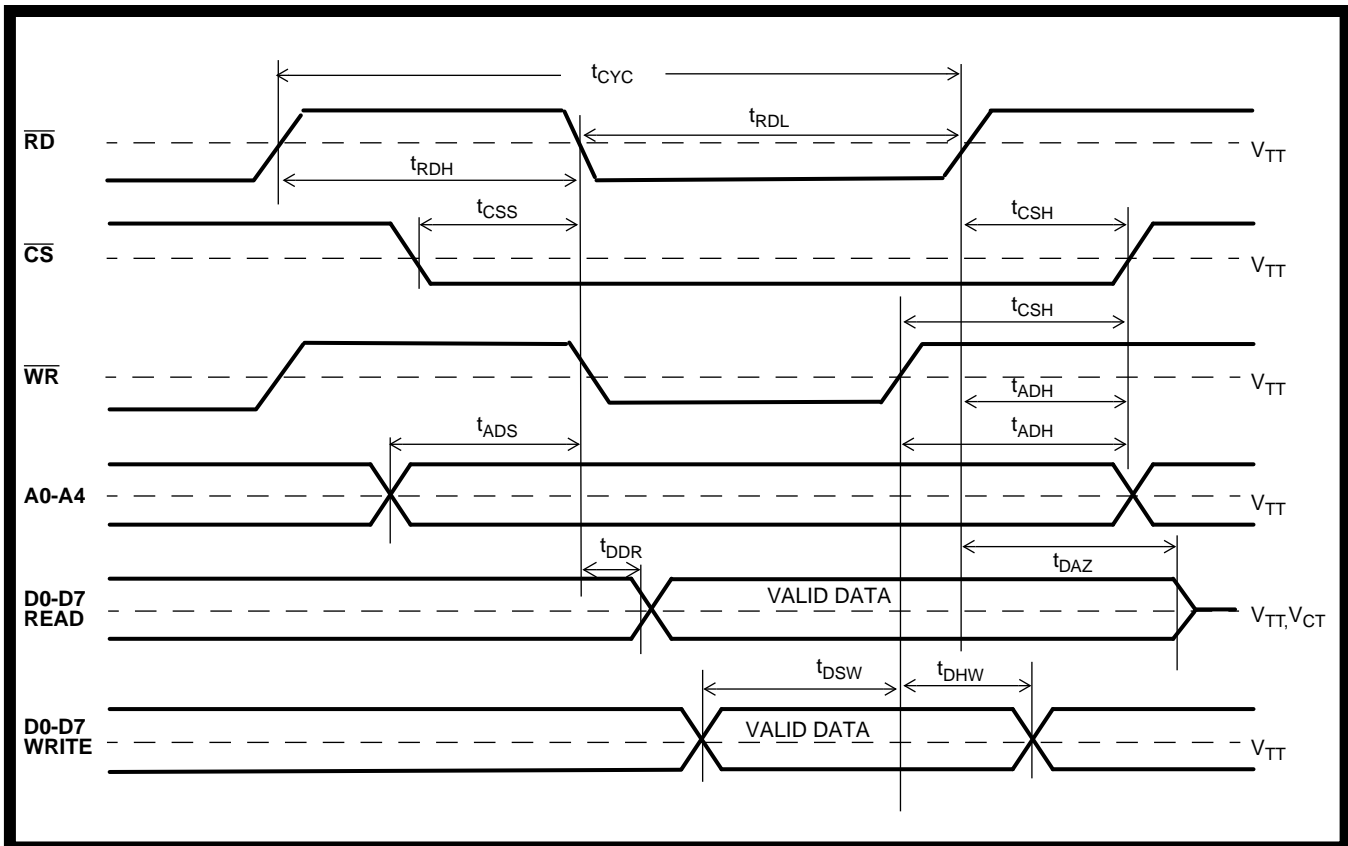 tCYC
tRDL
RD
VTT
tRDH
tCSS
tCSH
CS
VTT
tCSH
WR
VTT
tADH
tADS
tADH
A0-A4
VTT
tDDR
tDAZ
D0-D7
READ
VALID DATA
VTT,VCT
tDSW
tDHW
D0-D7
WRITE
VALID DATA
VTT